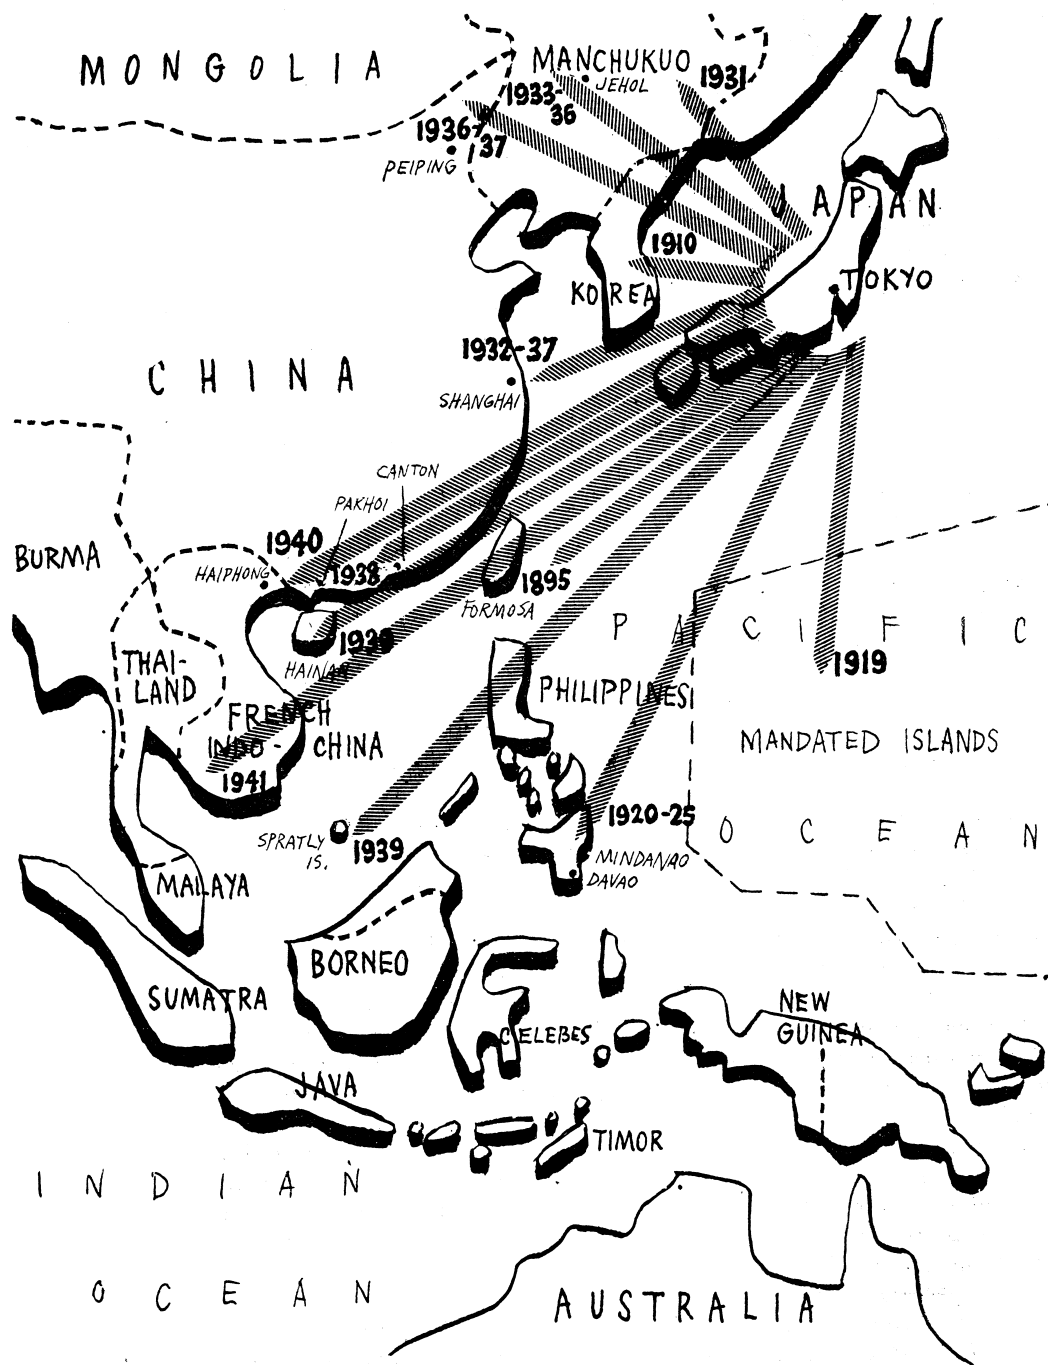 MONGOLIA
MANCHUKUO
JEHOL
1931
1933-
36
1936-
37
PEIPING
JAPAN
1910
KOREA
TOKYO
1932-37
SHANGHAI
CHINA
CANTON
PAKHOI
1940
BURMA
HAIPHONG
1938
1895
FORMOSA
1939
HAINAN
PACIFIC
1919
THAI-
LAND
PHILIPPINES
FRENCH
INDO-CHINA
1941
MANDATED ISLANDS
1920-25
OCEAN
SPRATLY
IS.
1939
MINDANAO
DAVAO
MALAYA
BORNEO
SUMATRA
NEW
GUINEA
CELEBES
JAVA
TIMOR
INDIAN
OCEAN
AUSTRALIA